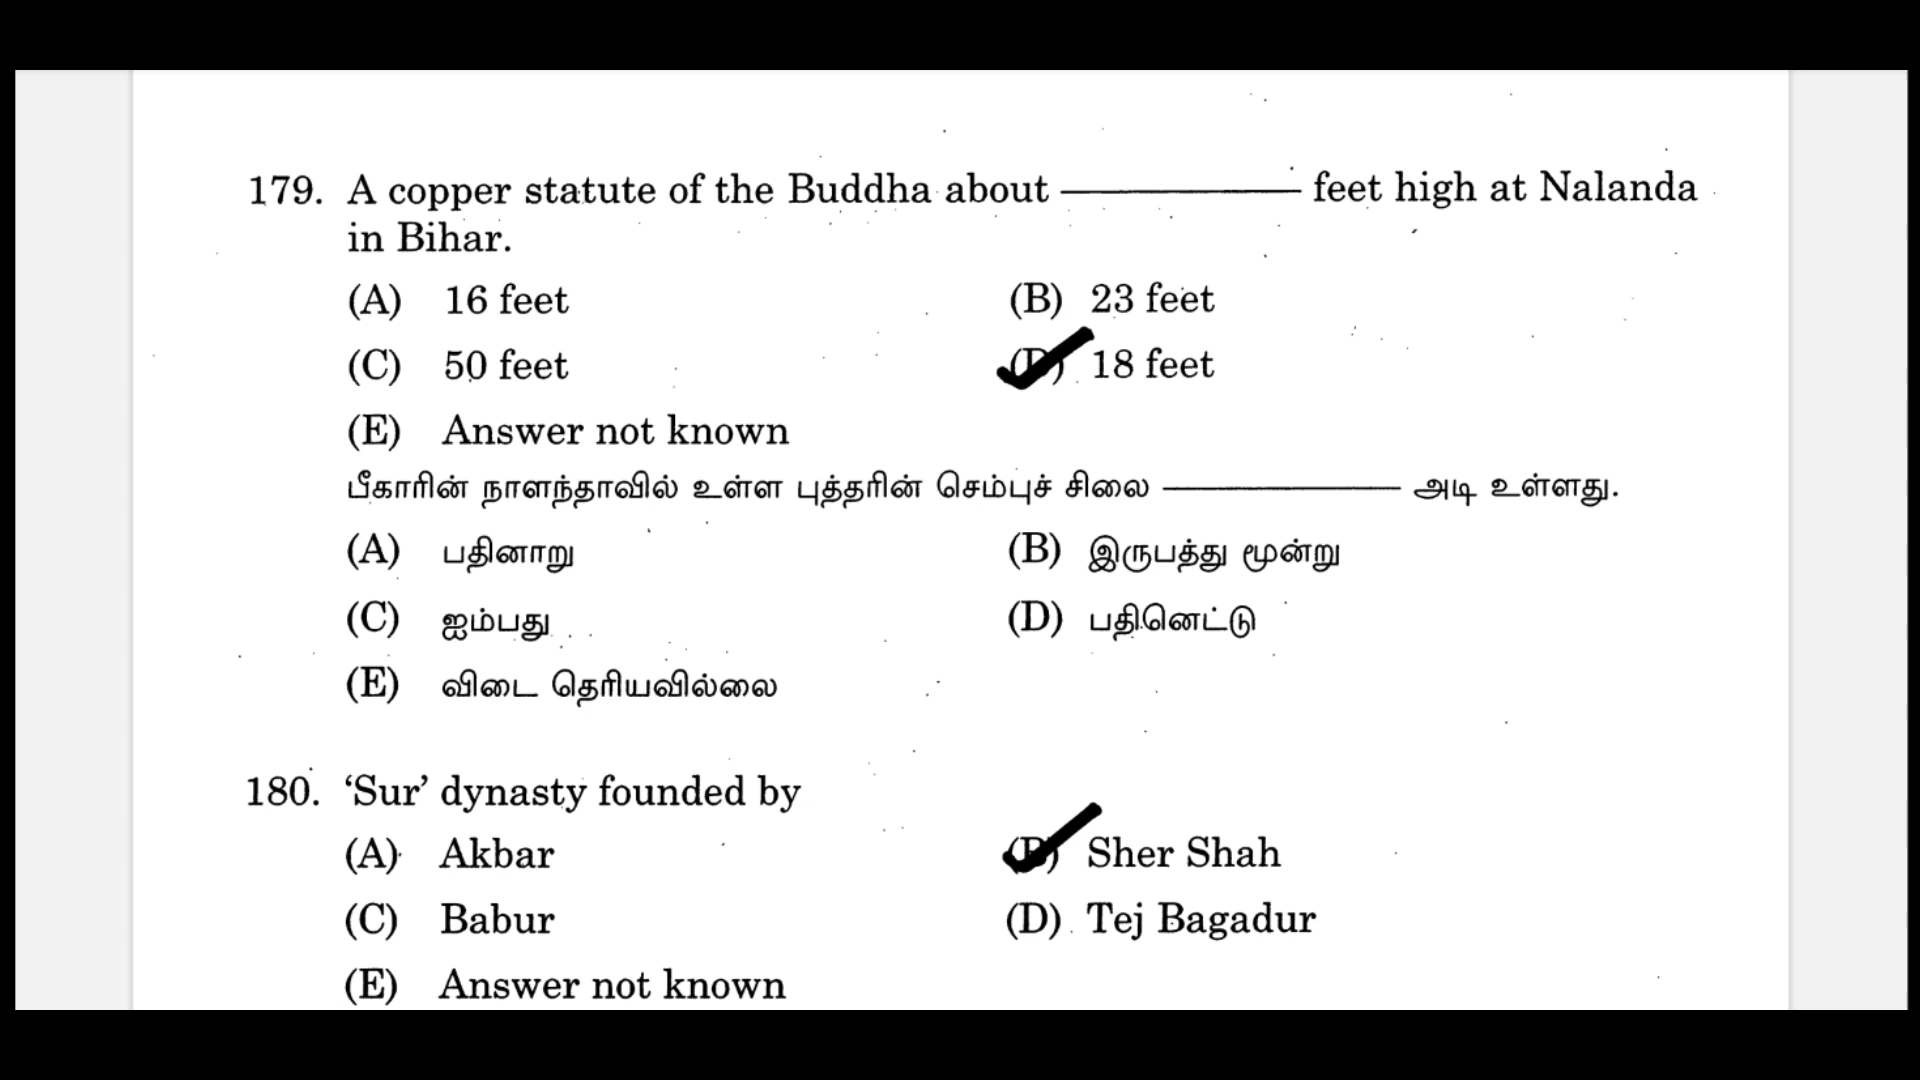 179. A copper statute of the Buddha about ———— feet high at Nalanda
in Bihar.
(A) 16 feet (B) 23 feet
(C) 50 feet (D) 18 feet
(E) Answer not known
பீகாரின் நாளந்தாவில் உள்ள புத்தரின் செம்புச் சிலை ———— அடி உள்ளது.
(A) பதினாறு (B) இருபத்து மூன்று
(C) ஐம்பது (D) பதினெட்டு
(E) விடை தெரியவில்லை
180. ‘Sur’ dynasty founded by
(A) Akbar (B) Sher Shah
(C) Babur (D) Tej Bagadur
(E) Answer not known